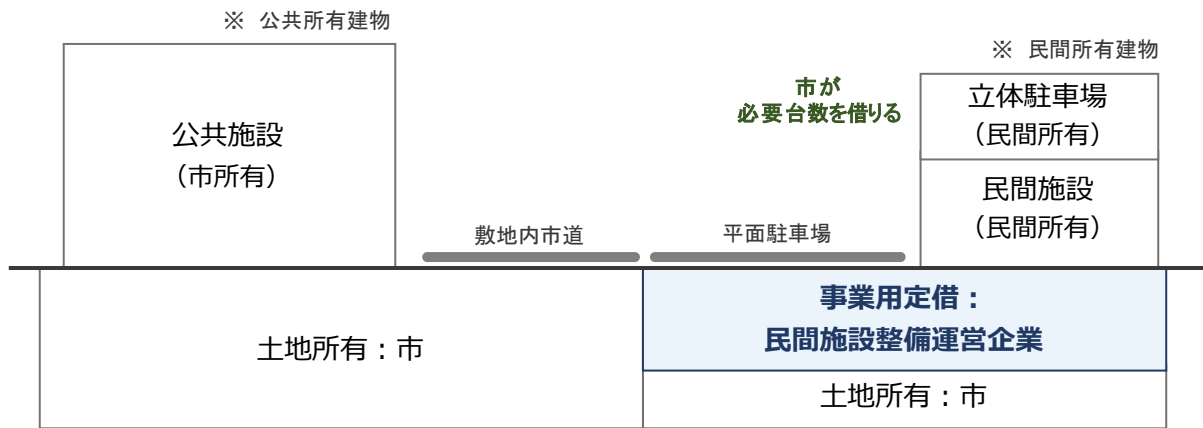 ※ 公共所有建物
公共施設
（市所有）
敷地内市道
市が
必要台数を借りる
平面駐車場
※ 民間所有建物
立体駐車場
（民間所有）
民間施設
（民間所有）
土地所有：市
事業用定借：
民間施設整備運営企業
土地所有：市